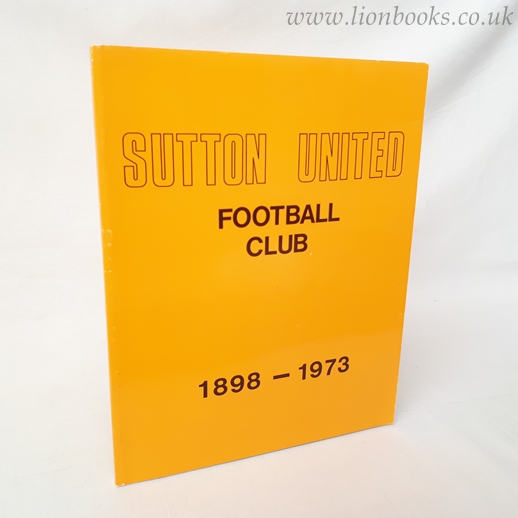 www.lionbooks.co.uk
SUTTON UNITED
FOOTBALL
CLUB
1898 – 1973